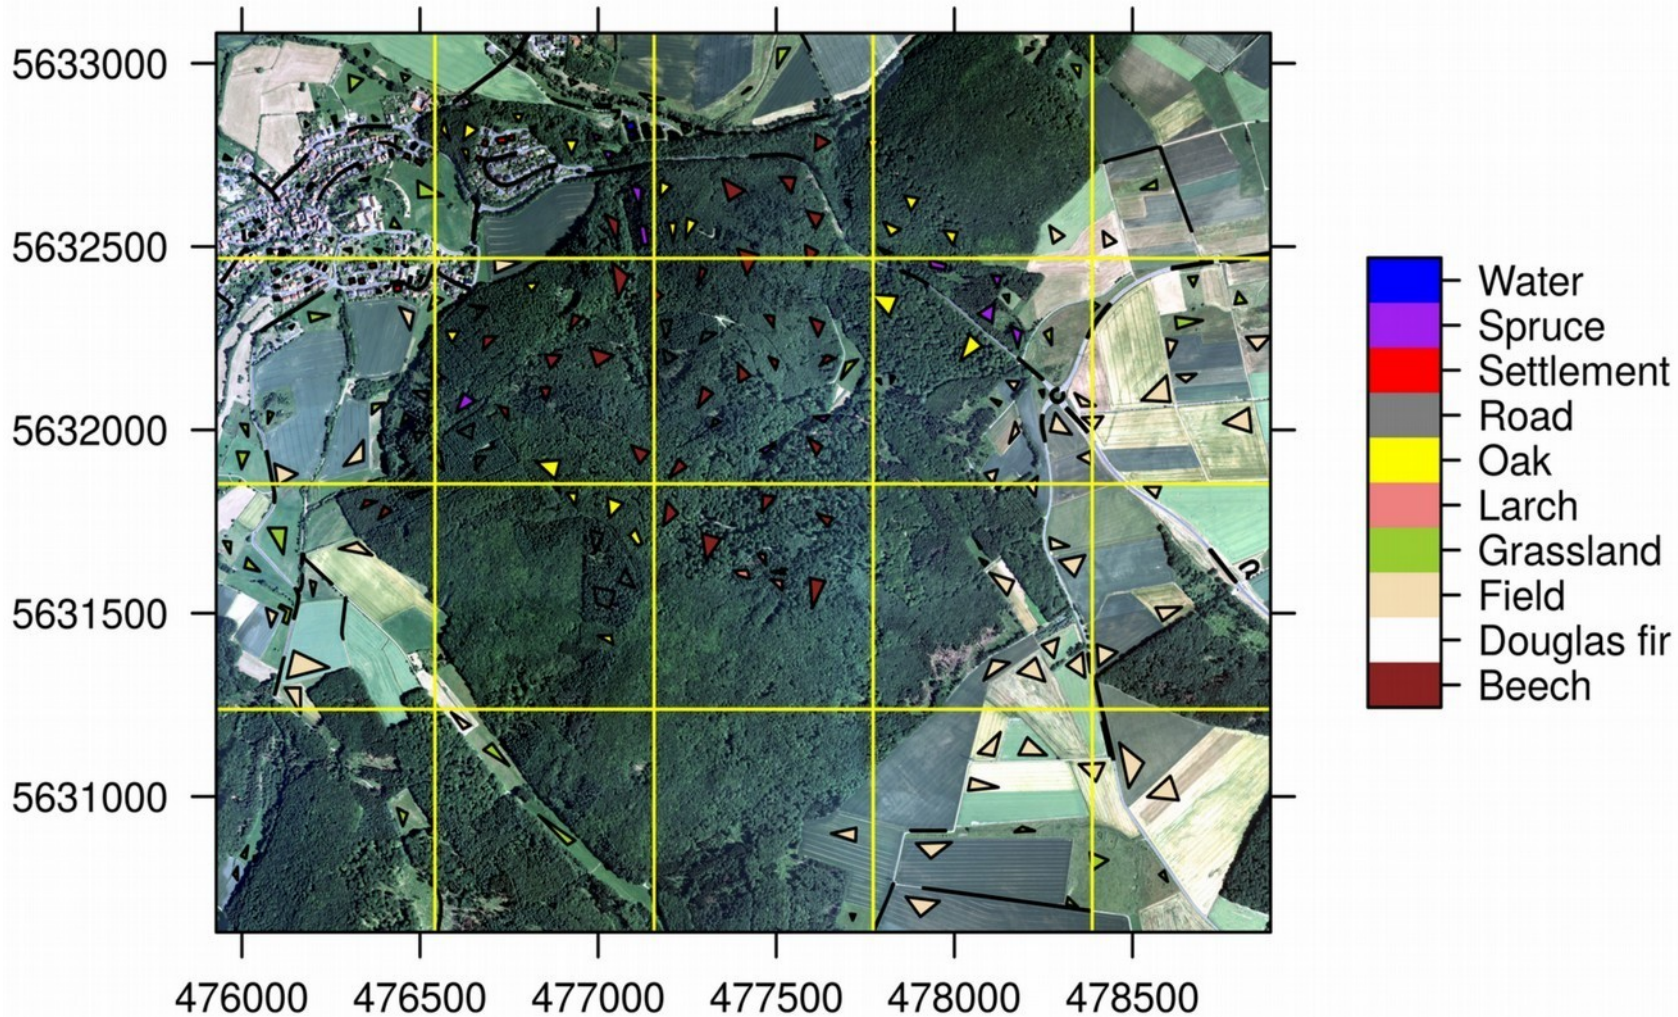 5633000
5632500
5632000
5631500
5631000
476000 476500 477000 477500 478000 478500
Water
Spruce
Settlement
Road
Oak
Larch
Grassland
Field
Douglas fir
Beech